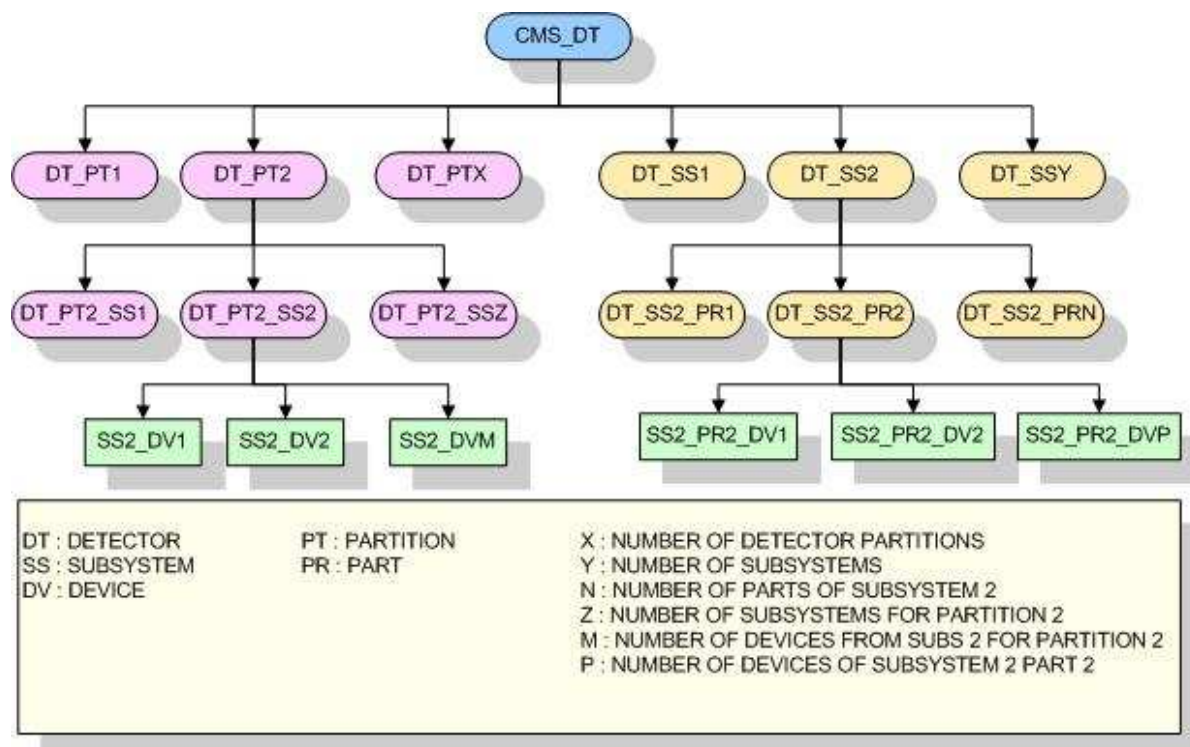 CMS_DT
DT_PT1 DT_PT2 DT_PTX DT_SS1 DT_SS2 DT_SSY
DT_PT2_SS1 DT_PT2_SS2 DT_PT2_SSZ DT_SS2_PR1 DT_SS2_PR2 DT_SS2_PRN
SS2_DV1 SS2_DV2 SS2_DVM SS2_PR2_DV1 SS2_PR2_DV2 SS2_PR2_DVP
DT : DETECTOR
SS : SUBSYSTEM
DV : DEVICE
PT : PARTITION
PR : PART
X : NUMBER OF DETECTOR PARTITIONS
Y : NUMBER OF SUBSYSTEMS
N : NUMBER OF PARTS OF SUBSYSTEM 2
Z : NUMBER OF SUBSYSTEMS FOR PARTITION 2
M : NUMBER OF DEVICES FROM SUBS 2 FOR PARTITION 2
P : NUMBER OF DEVICES OF SUBSYSTEM 2 PART 2